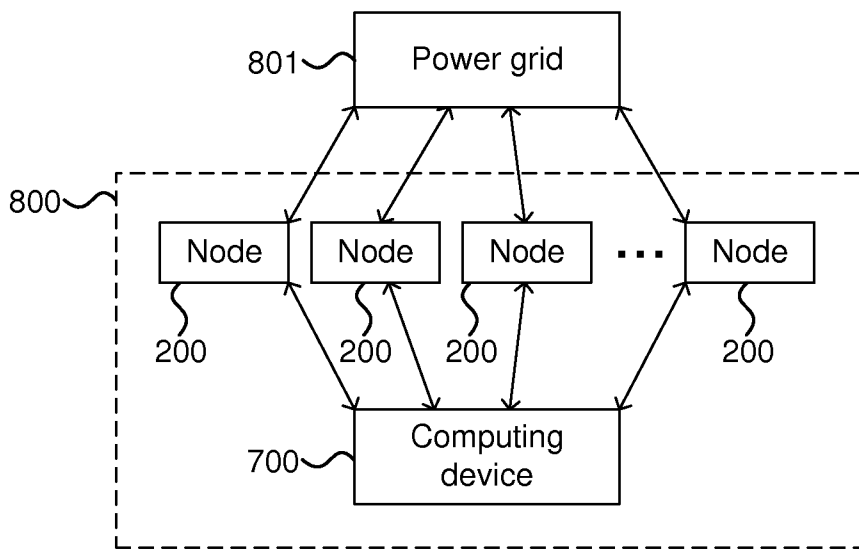 801
Power grid
800
Node
Node
Node
...
Node
200
200
200
200
700
Computing
device